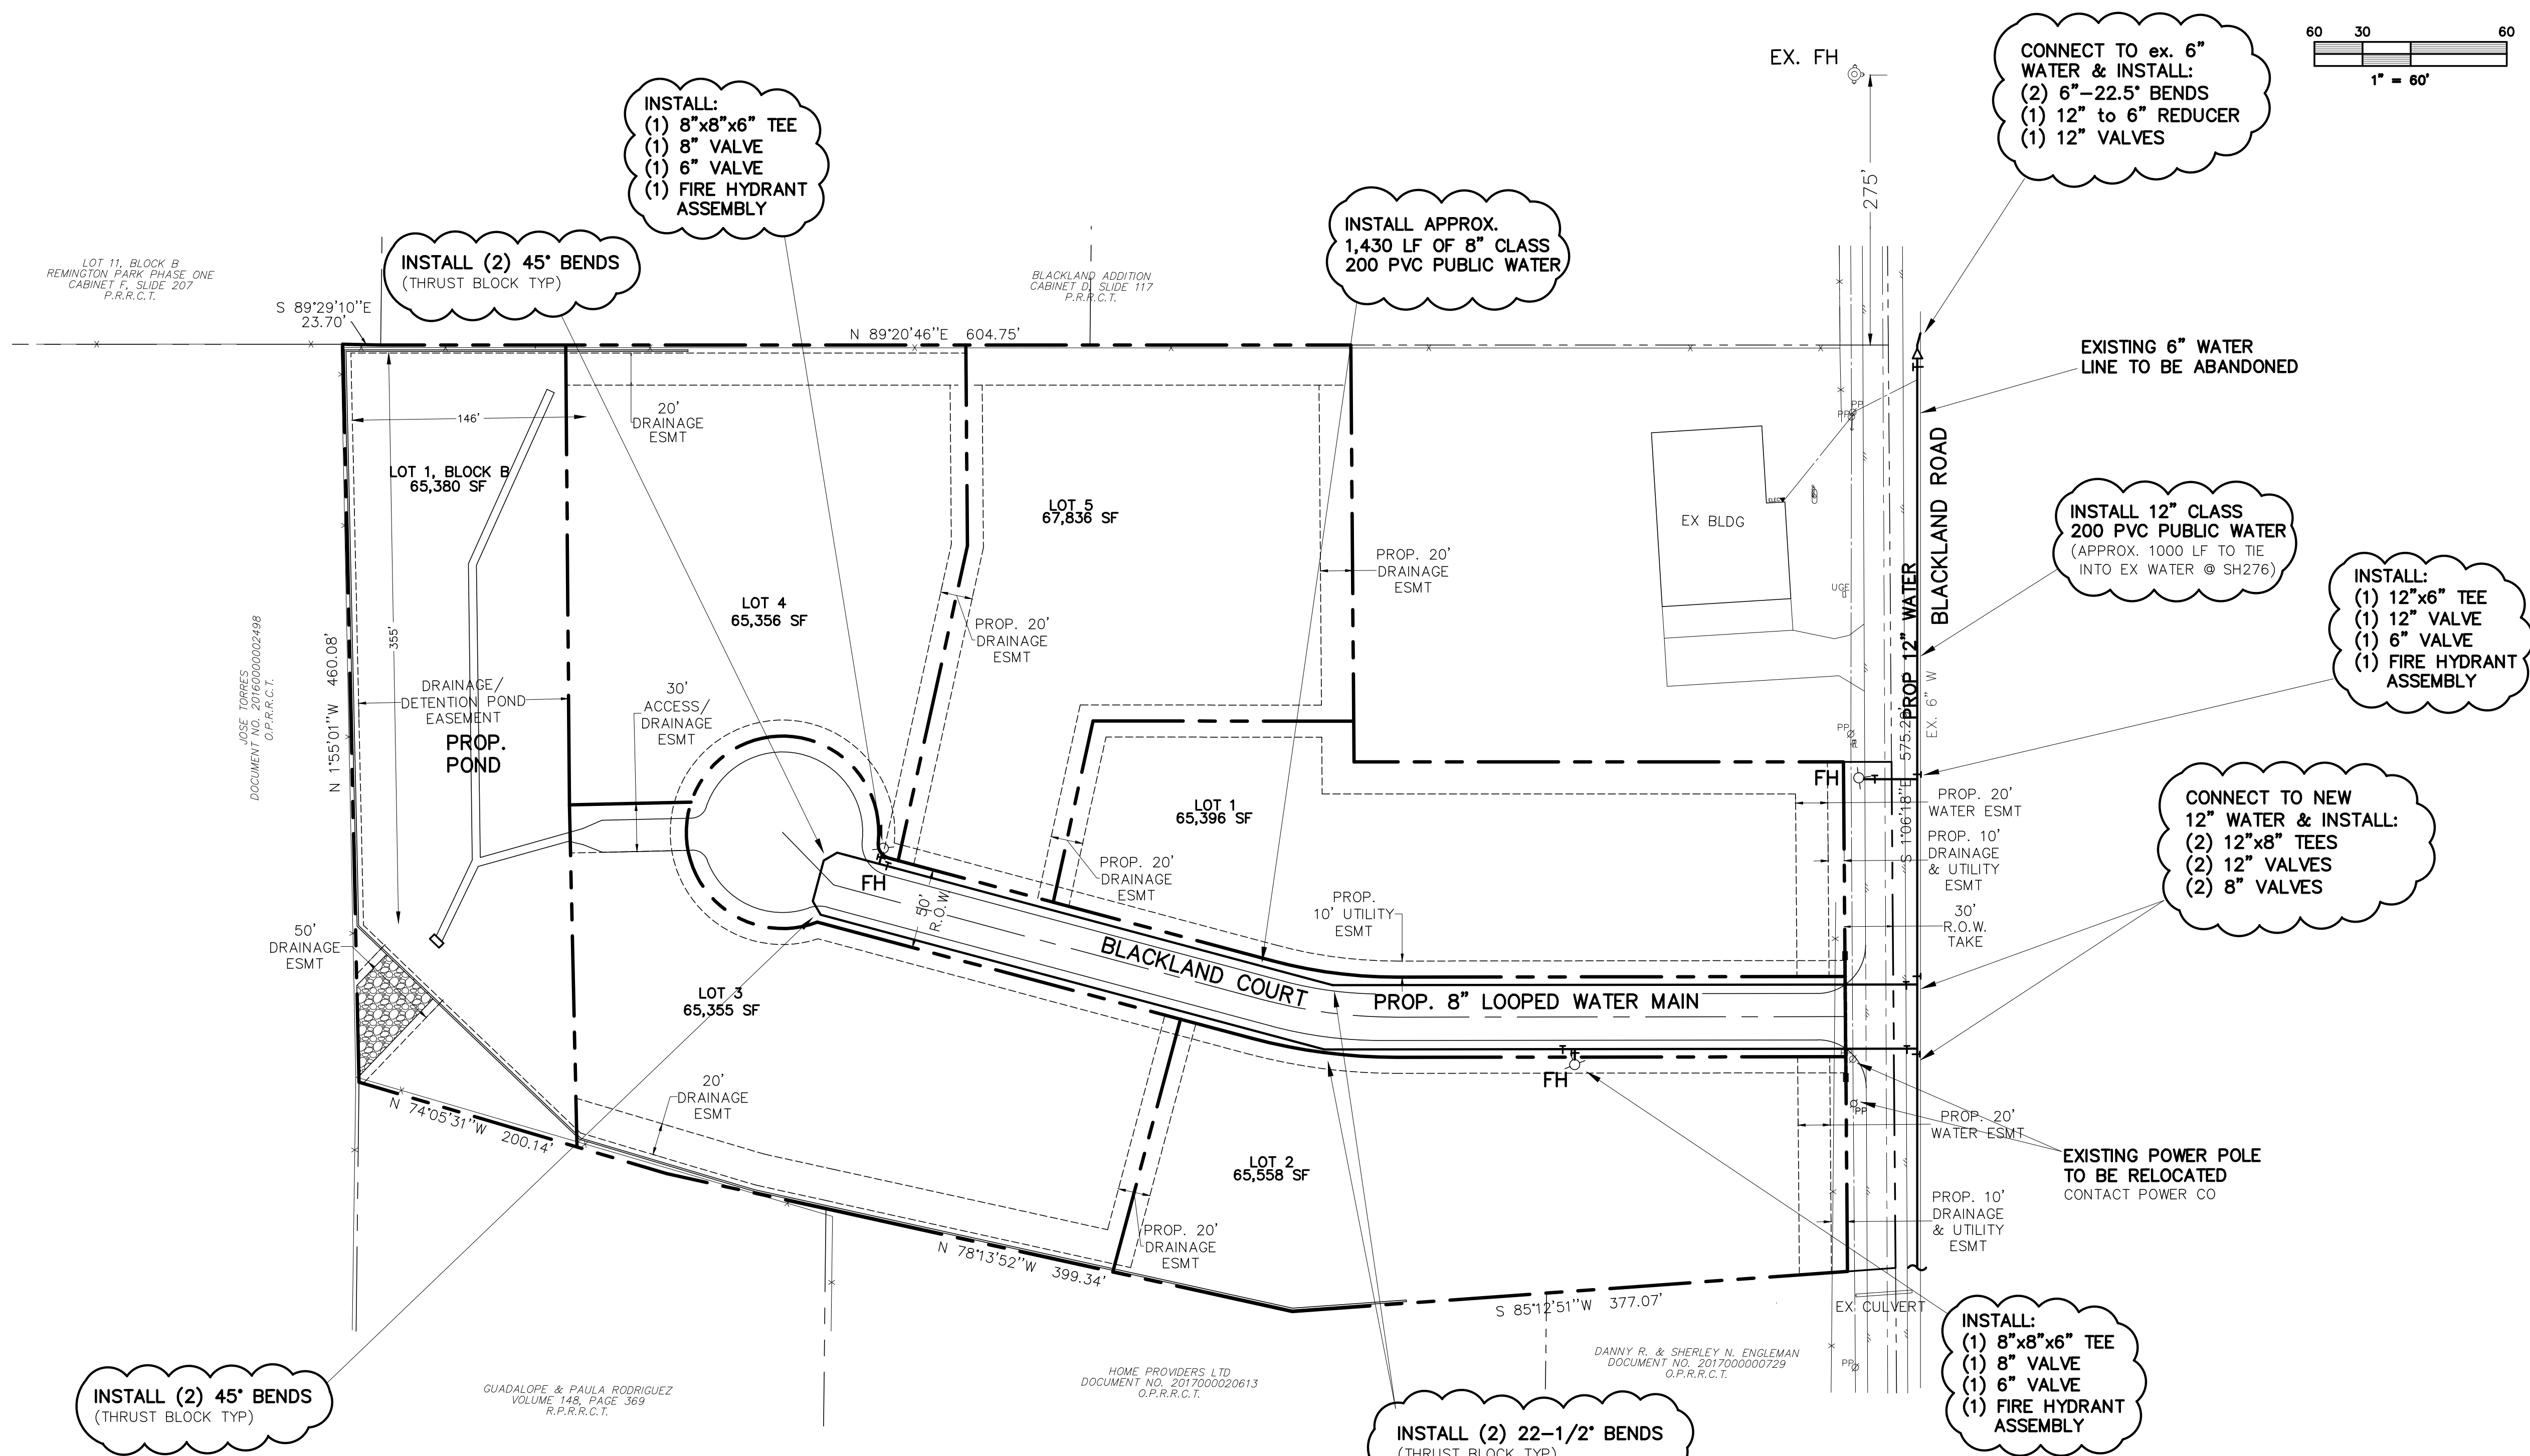 60 30 60
1" = 60'
EX. FH
275'
CONNECT TO ex. 6"
WATER & INSTALL:
(2) 6"-22.5° BENDS
(1) 12" to 6" REDUCER
(1) 12" VALVES
INSTALL:
(1) 8"x8"x6" TEE
(1) 8" VALVE
(1) 6" VALVE
(1) FIRE HYDRANT
ASSEMBLY
INSTALL (2) 45° BENDS
(THRUST BLOCK TYP)
INSTALL APPROX.
1,430 LF OF 8" CLASS
200 PVC PUBLIC WATER
LOT 11, BLOCK B
REMINGTON PARK PHASE ONE
CABINET F, SLIDE 207
P.R.R.C.T.
BLACKLAND ADDITION
CABINET D, SLIDE 117
P.R.R.C.T.
S 89°29'10"E
23.70'
N 89°20'46"E 604.75'
EXISTING 6" WATER
LINE TO BE ABANDONED
146'
20'
DRAINAGE
ESMT
PP
PP
LOT 1, BLOCK B
65,380 SF
LOT 5
67,836 SF
ELEC
EX BLDG
BLACKLAND ROAD
INSTALL 12" CLASS
200 PVC PUBLIC WATER
(APPROX. 1000 LF TO TIE
INTO EX WATER @ SH276)
PROP. 20'
DRAINAGE
ESMT
UGE
PROP 12" WATER
INSTALL:
(1) 12"x6" TEE
(1) 12" VALVE
(1) 6" VALVE
(1) FIRE HYDRANT
ASSEMBLY
LOT 4
65,356 SF
PROP. 20'
DRAINAGE
ESMT
355'
JOSE TORRES
DOCUMENT NO. 20160000002498
O.P.R.R.C.T.
N 1°55'01"W 460.08'
DRAINAGE/
DETENTION POND
EASEMENT
PROP.
POND
30'
ACCESS/
DRAINAGE
ESMT
EX. 6" W
S 1°06'18"E 575.29'
PP
FH
LOT 1
65,396 SF
PROP. 20'
WATER ESMT
PROP. 10'
DRAINAGE
& UTILITY
ESMT
CONNECT TO NEW
12" WATER & INSTALL:
(2) 12"x8" TEES
(2) 12" VALVES
(2) 8" VALVES
PROP. 20'
DRAINAGE
ESMT
FH
50'
R.O.W.
PROP.
10' UTILITY
ESMT
30'
R.O.W.
TAKE
50'
DRAINAGE
ESMT
BLACKLAND COURT
PROP. 8" LOOPED WATER MAIN
LOT 3
65,355 SF
FH
20'
DRAINAGE
ESMT
N 74°05'31"W 200.14'
PP
PROP. 20'
WATER ESMT
EXISTING POWER POLE
TO BE RELOCATED
CONTACT POWER CO
LOT 2
65,558 SF
PROP. 10'
DRAINAGE
& UTILITY
ESMT
PROP. 20'
DRAINAGE
ESMT
N 78°13'52"W 399.34'
S 85°12'51"W 377.07'
EX CULVERT
INSTALL:
(1) 8"x8"x6" TEE
(1) 8" VALVE
(1) 6" VALVE
(1) FIRE HYDRANT
ASSEMBLY
DANNY R. & SHERLEY N. ENGLEMAN
DOCUMENT NO. 2017000000729
O.P.R.R.C.T.
PP
HOME PROVIDERS LTD
DOCUMENT NO. 2017000020613
O.P.R.R.C.T.
GUADALOPE & PAULA RODRIGUEZ
VOLUME 148, PAGE 369
R.P.R.R.C.T.
INSTALL (2) 45° BENDS
(THRUST BLOCK TYP)
INSTALL (2) 22-1/2° BENDS
(THRUST BLOCK TYP)